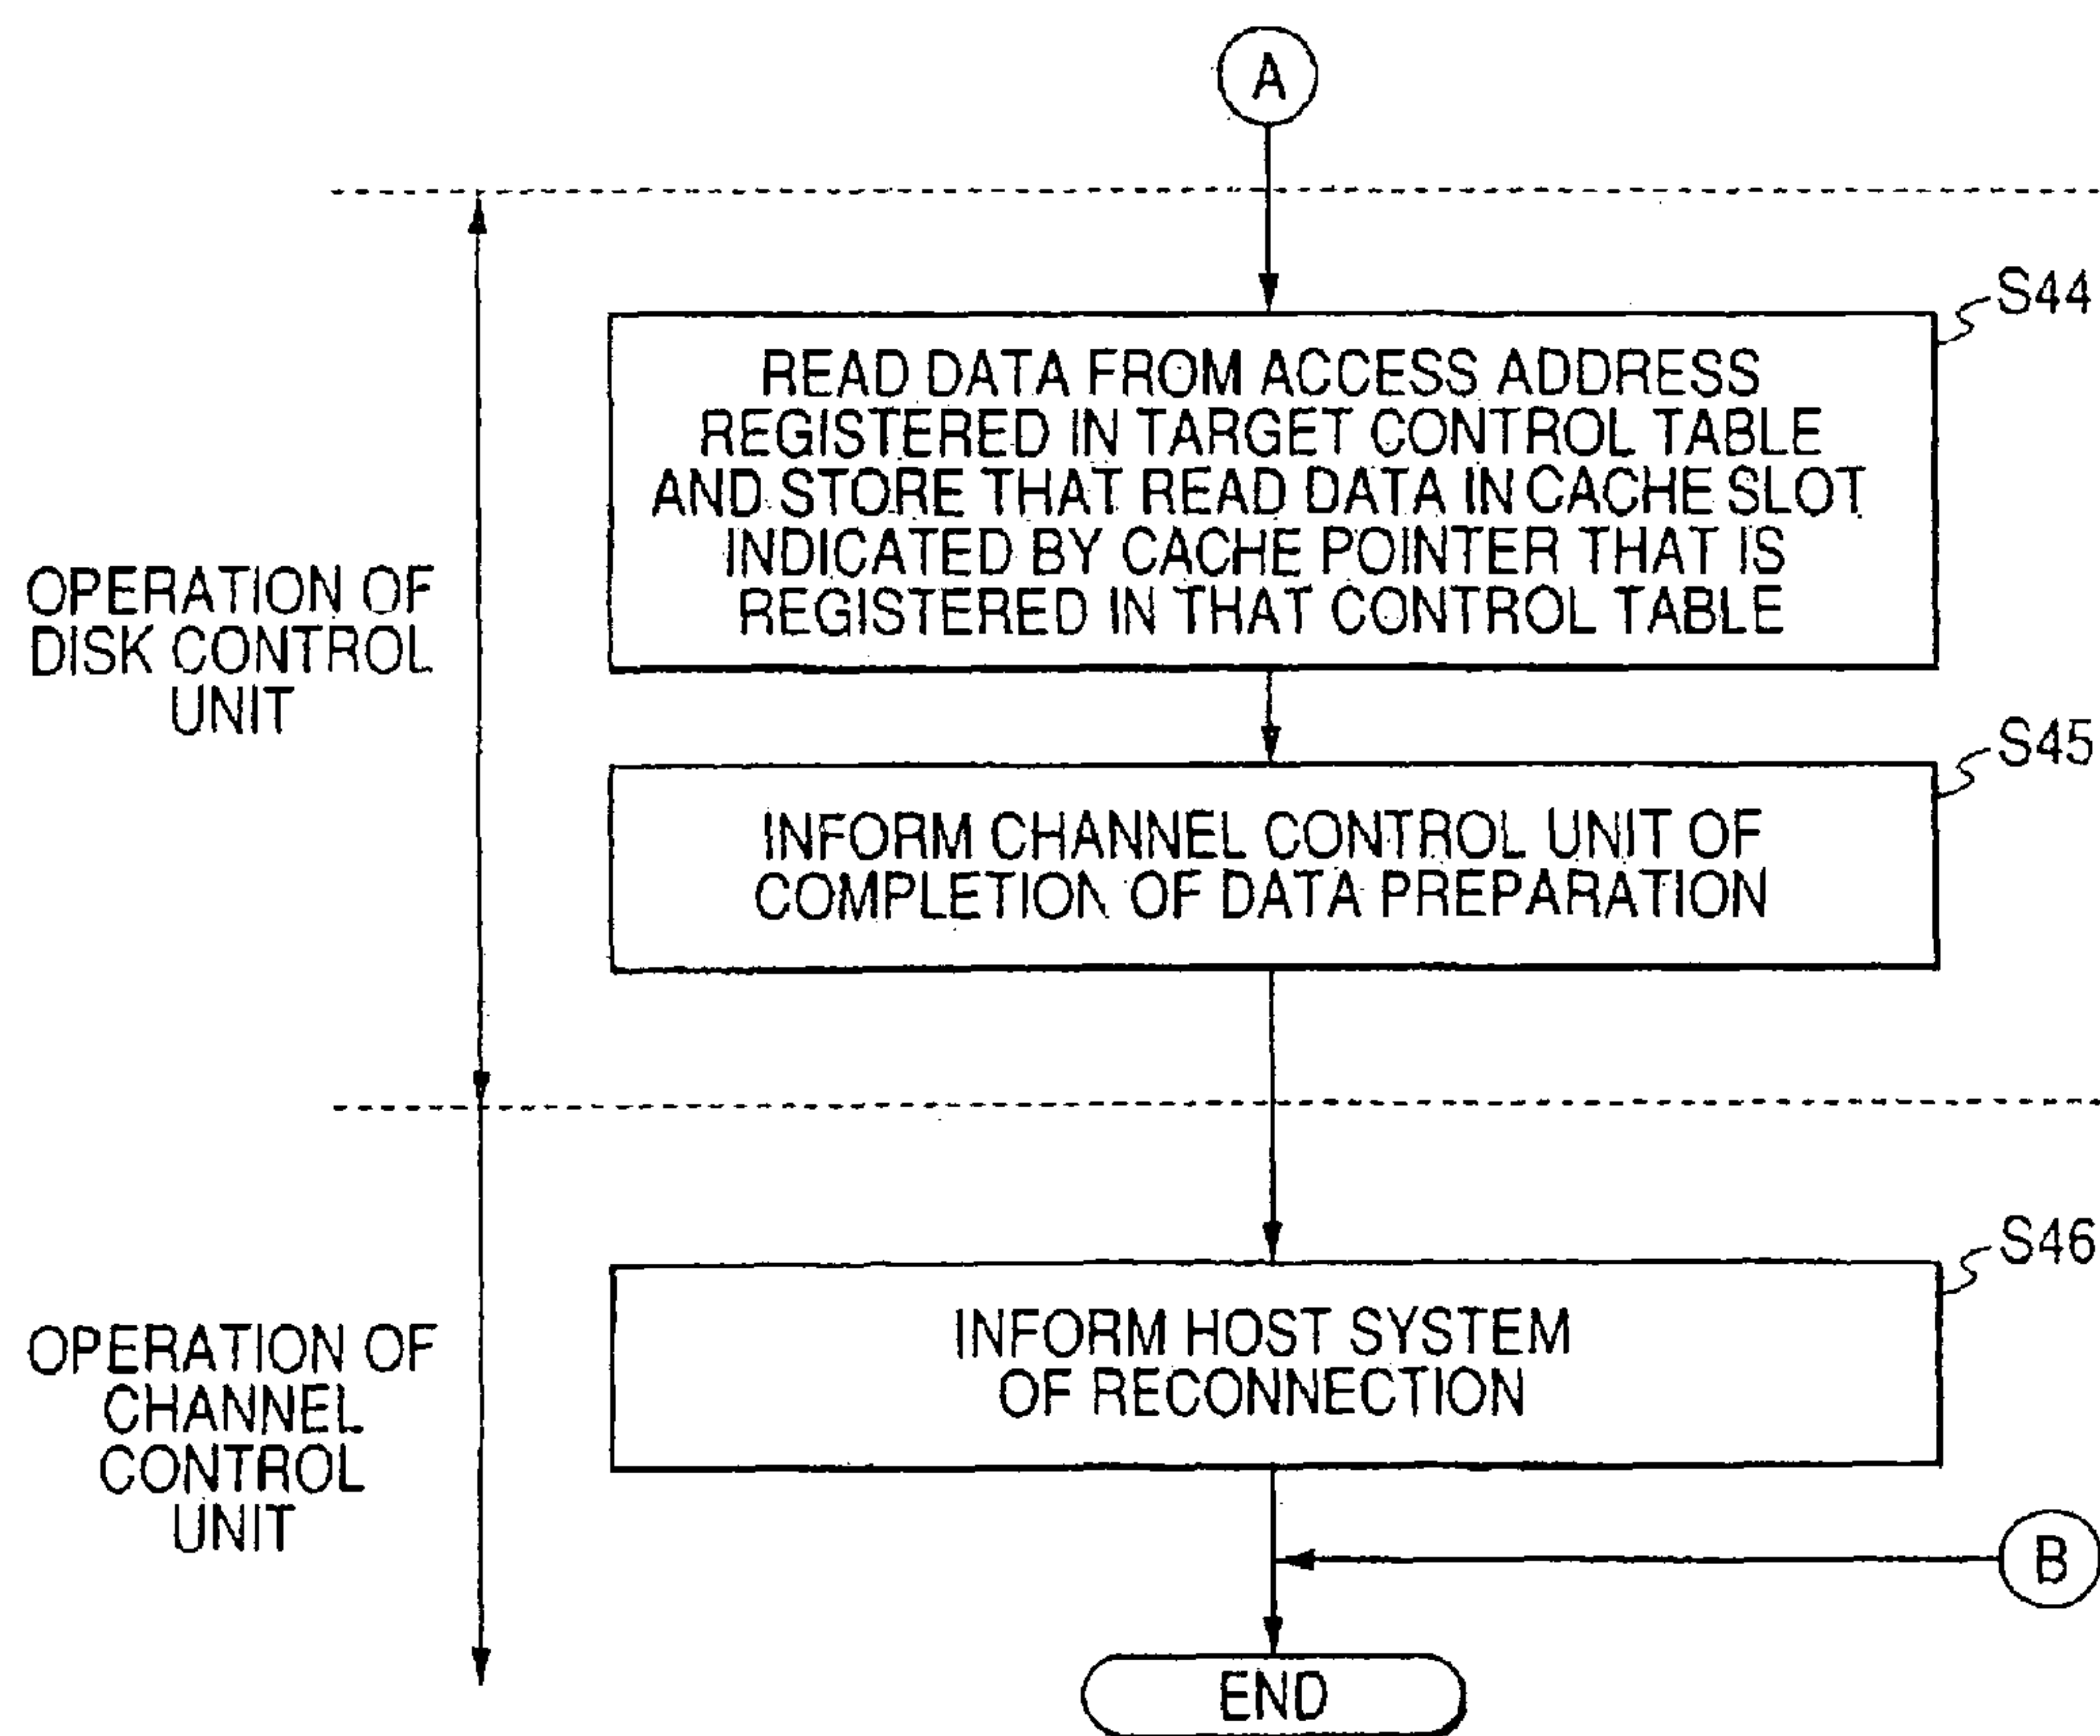 A
S44
READ DATA FROM ACCESS ADDRESS
REGISTERED IN TARGET CONTROL TABLE
AND STORE THAT READ DATA IN CACHE SLOT
INDICATED BY CACHE POINTER THAT IS
REGISTERED IN THAT CONTROL TABLE
OPERATION OF
DISK CONTROL
UNIT
S45
INFORM CHANNEL CONTROL UNIT OF
COMPLETION OF DATA PREPARATION
S46
INFORM HOST SYSTEM
OF RECONNECTION
OPERATION OF
CHANNEL
CONTROL
UNIT
B
END